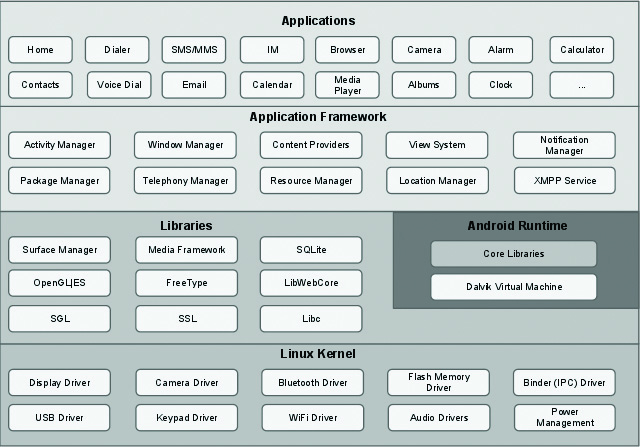 Applications
Home
Dialer
SMS/MMS
IM
Browser
Camera
Alarm
Calculator
Contacts
Voice Dial
Email
Calendar
Media
Player
Albums
Clock
...
Application Framework
Activity Manager
Window Manager
Content Providers
View System
Notification
Manager
Package Manager
Telephony Manager
Resource Manager
Location Manager
XMPP Service
Libraries
Surface Manager
Media Framework
SQLite
OpenGL|ES
FreeType
LibWebCore
SGL
SSL
Libc
Android Runtime
Core Libraries
Dalvik Virtual Machine
Linux Kernel
Display Driver
Camera Driver
Bluetooth Driver
Flash Memory
Driver
Binder (IPC) Driver
USB Driver
Keypad Driver
WiFi Driver
Audio Drivers
Power
Management